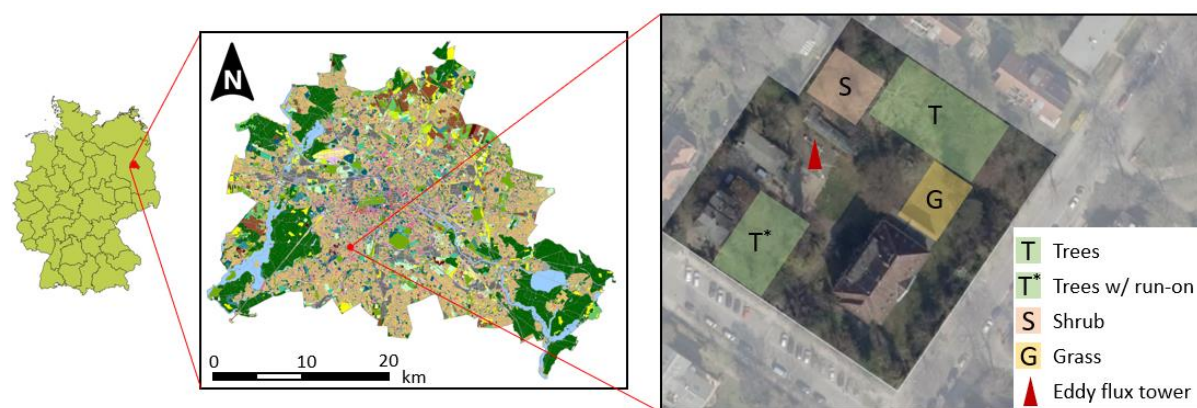 N
0 10 20
km
S
T
G
T*
T Trees
T* Trees w/ run-on
S Shrub
G Grass
Eddy flux tower